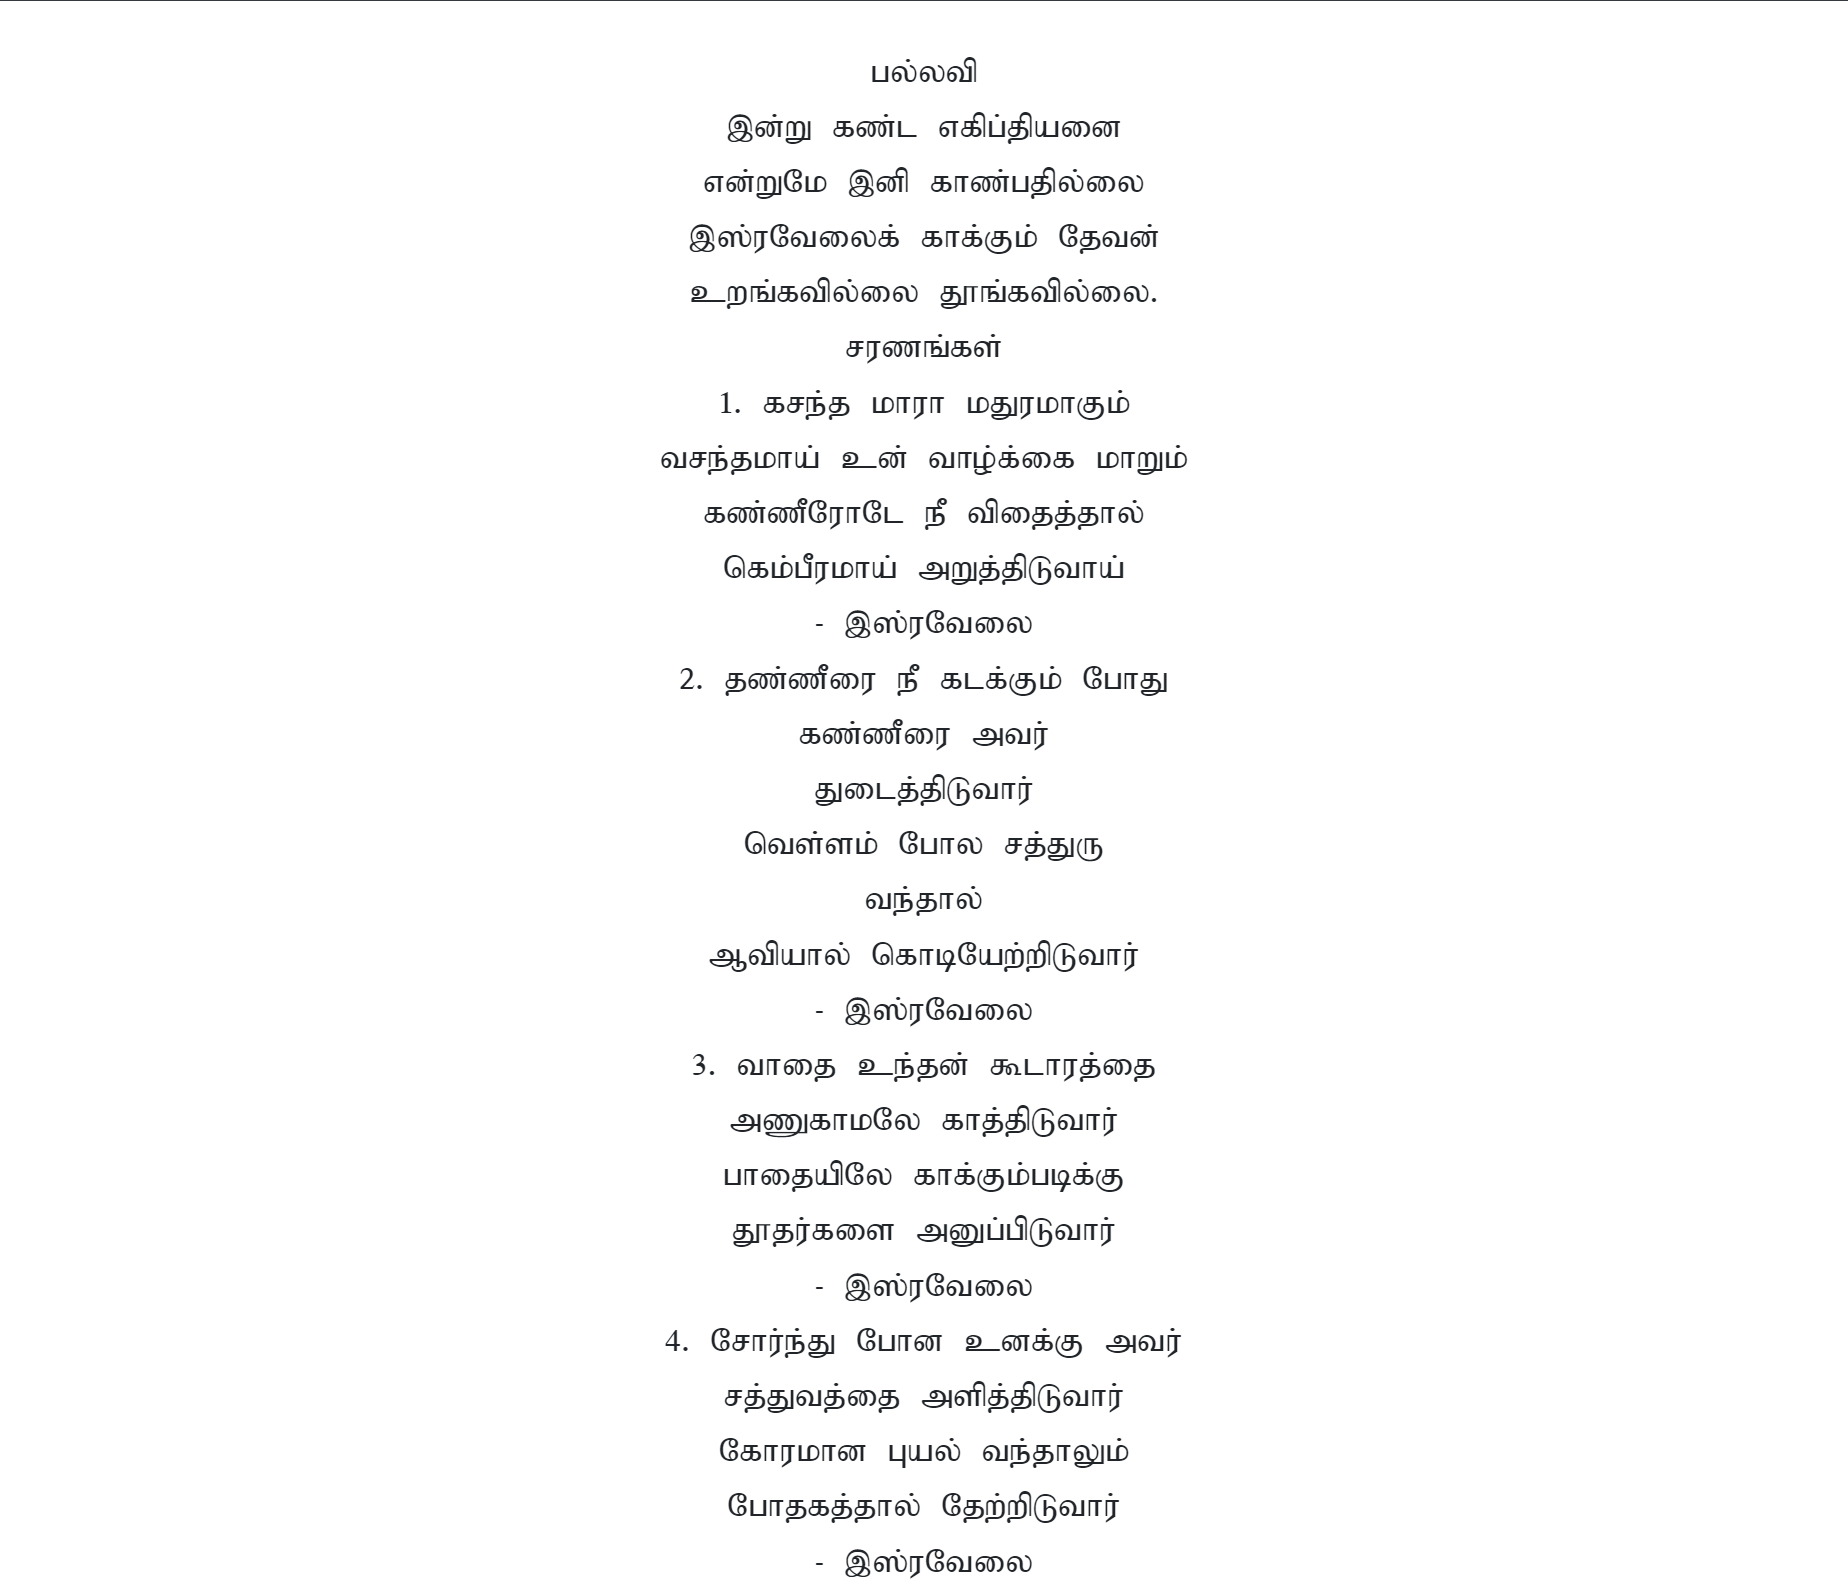 பல்லவி
இன்று கண்ட எகிப்தியனை
என்றுமே இனி காண்பதில்லை
இஸ்ரவேலைக் காக்கும் தேவன்
உறங்கவில்லை தூங்கவில்லை.
சரணங்கள்
1. கசந்த மாரா மதுரமாகும்
வசந்தமாய் உன் வாழ்க்கை மாறும்
கண்ணீரோடே நீ விதைத்தால்
கெம்பீரமாய் அறுத்திடுவாய்
- இஸ்ரவேலை
2. தண்ணீரை நீ கடக்கும் போது
கண்ணீரை அவர்
துடைத்திடுவார்
வெள்ளம் போல சத்துரு
வந்தால்
ஆவியால் கொடியேற்றிடுவார்
- இஸ்ரவேலை
3. வாதை உந்தன் கூடாரத்தை
அணுகாமலே காத்திடுவார்
பாதையிலே காக்கும்படிக்கு
தூதர்களை அனுப்பிடுவார்
- இஸ்ரவேலை
4. சோர்ந்து போன உனக்கு அவர்
சத்துவத்தை அளித்திடுவார்
கோரமான புயல் வந்தாலும்
போதகத்தால் தேற்றிடுவார்
- இஸ்ரவேலை